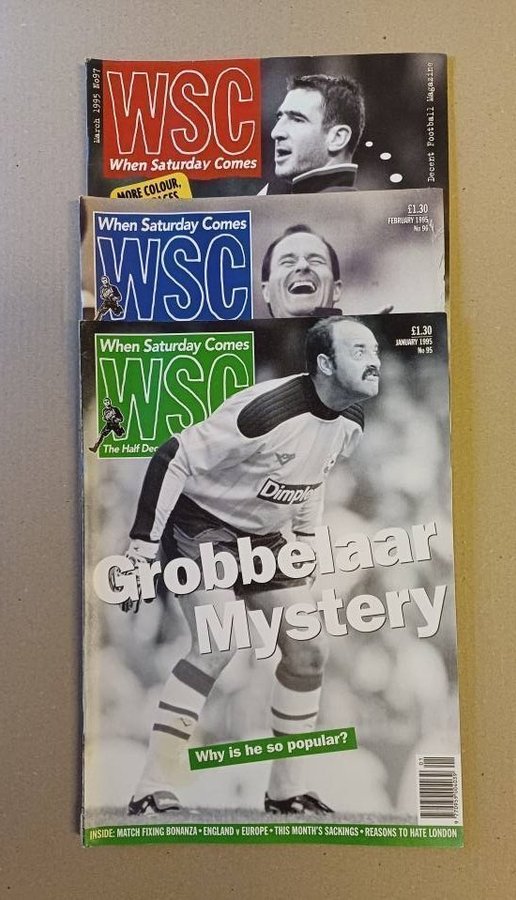 March 1995 No97
WSC
When Saturday Comes
Decent Football Magazine
MORE COLOUR,
When Saturday Comes
WSC
£1.30
FEBRUARY 1995
No 96
When Saturday Comes
WSC
The Half Dec
£1.30
JANUARY 1995
No 95
Dimple
Grobbelaar
Mystery
Why is he so popular?
INSIDE: MATCH FIXING BONANZA • ENGLAND v EUROPE • THIS MONTH'S SACKINGS • REASONS TO HATE LONDON